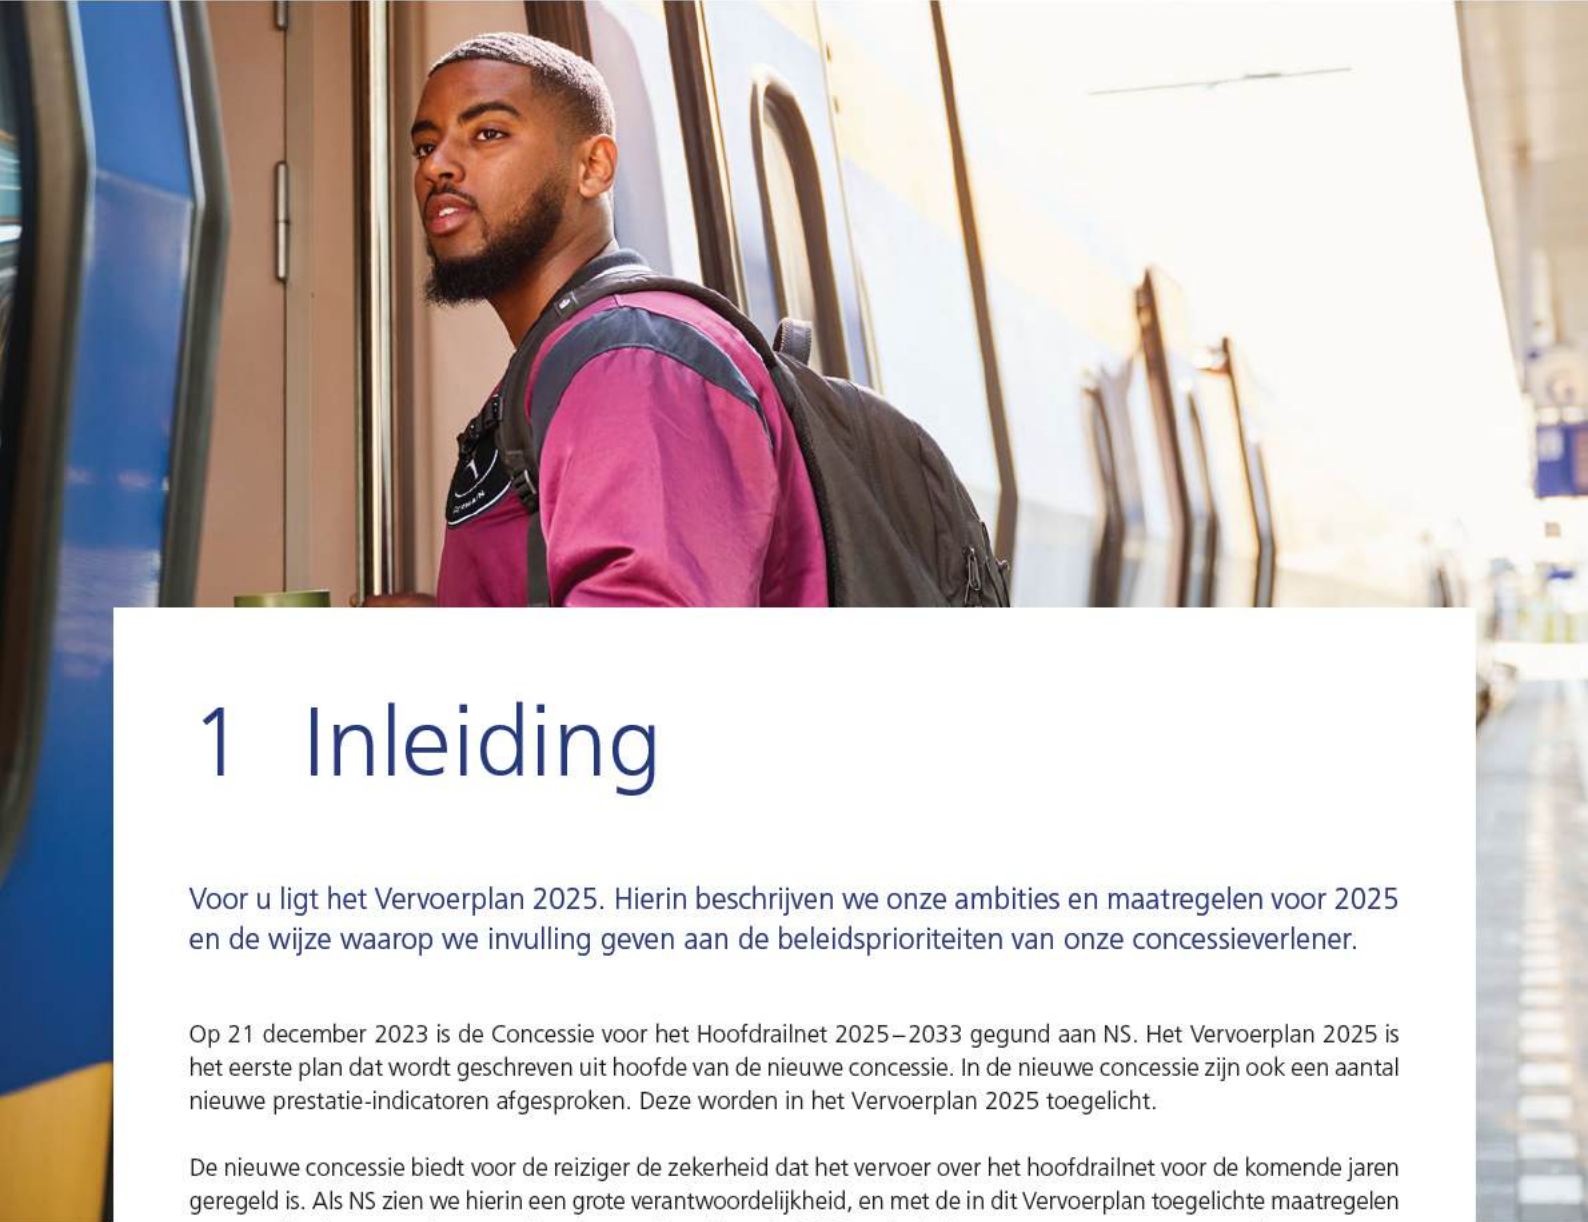 1 Inleiding
Voor u ligt het Vervoerplan 2025. Hierin beschrijven we onze ambities en maatregelen voor 2025
en de wijze waarop we invulling geven aan de beleidsprioriteiten van onze concessieverlener.
Op 21 december 2023 is de Concessie voor het Hoofdrailnet 2025–2033 gegund aan NS. Het Vervoerplan 2025 is
het eerste plan dat wordt geschreven uit hoofde van de nieuwe concessie. In de nieuwe concessie zijn ook een aantal
nieuwe prestatie-indicatoren afgesproken. Deze worden in het Vervoerplan 2025 toegelicht.
De nieuwe concessie biedt voor de reiziger de zekerheid dat het vervoer over het hoofdrailnet voor de komende jaren
geregeld is. Als NS zien we hierin een grote verantwoordelijkheid, en met de in dit Vervoerplan toegelichte maatregelen